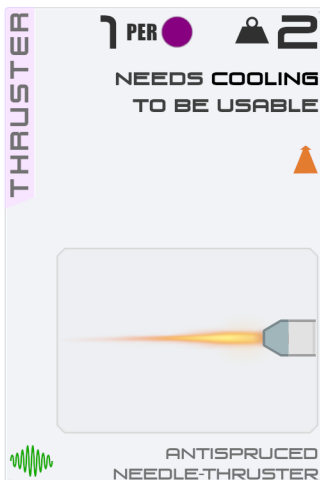 THRUSTER
1 PER
2
NEEDS COOLING
TO BE USABLE
ANTISPRUCED
NEEDLE-THRUSTER